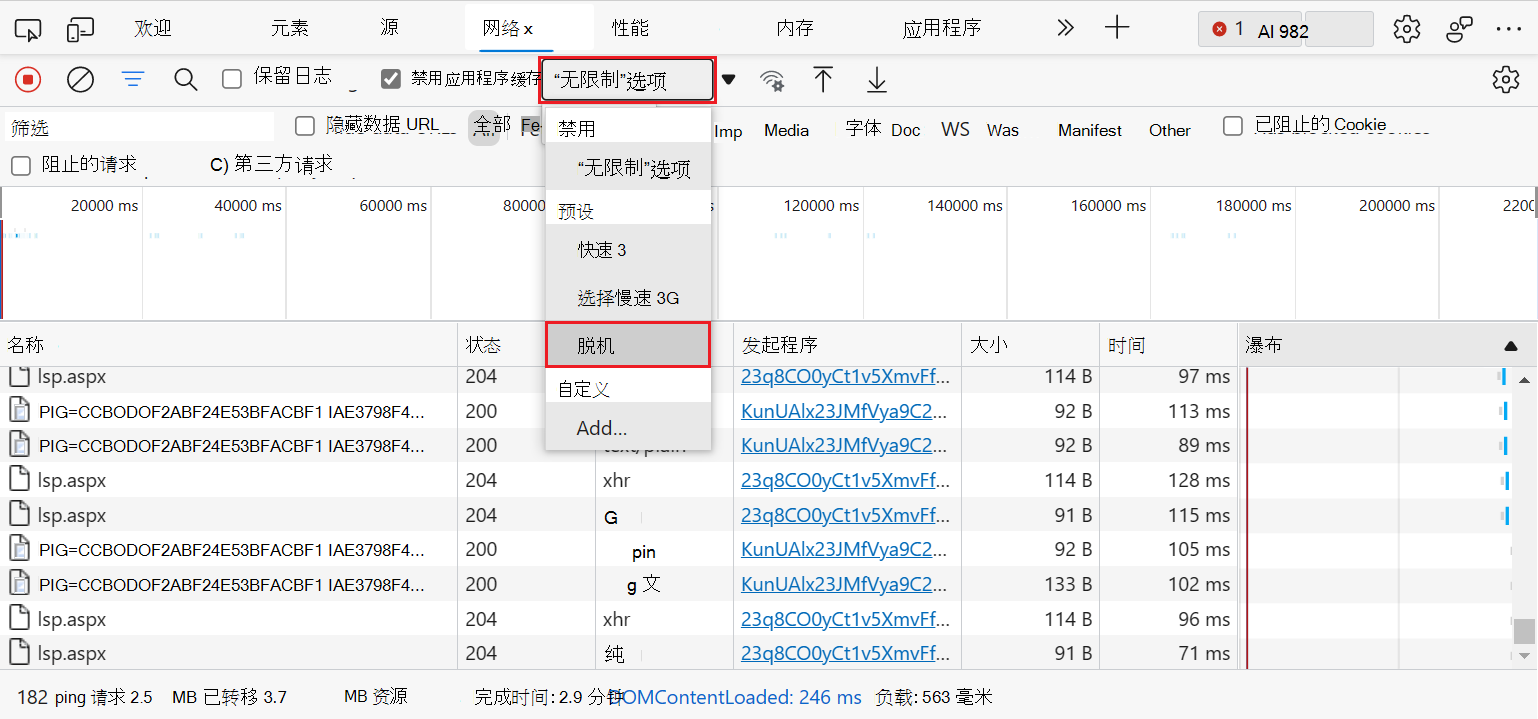 欢迎 元素 源 网络 x 性能 内存 应用程序 1 AI 982
保留日志 禁用应用程序缓存 “无限制”选项
筛选 隐藏数据 URL 全部 Fe Imp Media 字体 Doc WS Was Manifest Other 已阻止的 Cookie
禁用
阻止的请求 C) 第三方请求
“无限制”选项
20000 ms 40000 ms 60000 ms 80000 120000 ms 140000 ms 160000 ms 180000 ms 200000 ms 2200
预设
快速 3
选择慢速 3G
名称 状态 脱机 发起程序 大小 时间 瀑布
lsp.aspx 204 23q8CO0yCt1v5XmvFf... 114 B 97 ms
自定义
PIG=CCBODOF2ABF24E53BFACBF1 IAE3798F4... 200 KunUAlx23JMfVya9C2... 92 B 113 ms
Add...
PIG=CCBODOF2ABF24E53BFACBF1 IAE3798F4... 200 text/plain KunUAlx23JMfVya9C2... 92 B 89 ms
lsp.aspx 204 xhr 23q8CO0yCt1v5XmvFf... 114 B 128 ms
lsp.aspx 204 G 23q8CO0yCt1v5XmvFf... 91 B 115 ms
PIG=CCBODOF2ABF24E53BFACBF1 IAE3798F4... 200 pin KunUAlx23JMfVya9C2... 92 B 105 ms
PIG=CCBODOF2ABF24E53BFACBF1 IAE3798F4... 200 g 文 KunUAlx23JMfVya9C2... 133 B 102 ms
lsp.aspx 204 xhr 23q8CO0yCt1v5XmvFf... 114 B 96 ms
lsp.aspx 204 纯 23q8CO0yCt1v5XmvFf... 91 B 71 ms
182 ping 请求 2.5 MB 已转移 3.7 MB 资源 完成时间: 2.9 分钟 DOMContentLoaded: 246 ms 负载: 563 毫米